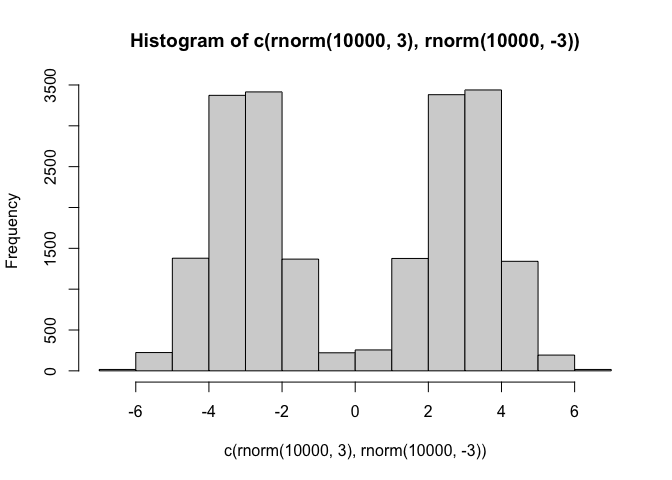 Histogram of c(rnorm(10000, 3), rnorm(10000, -3))
Frequency
3500
2500
1500
500
0
-6 -4 -2 0 2 4 6
c(rnorm(10000, 3), rnorm(10000, -3))